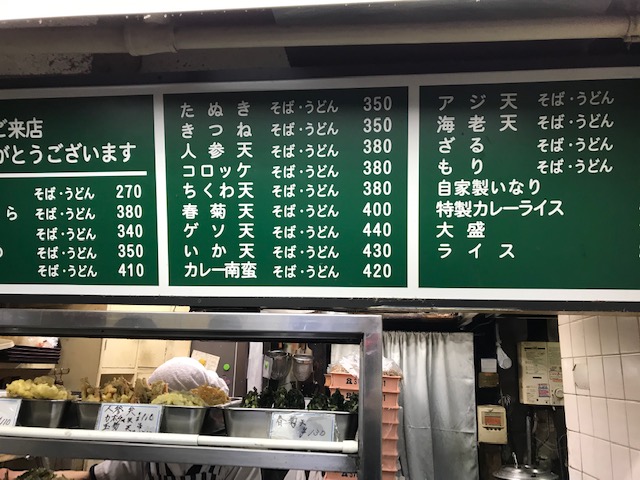 ご来店
がとうございます
そば・うどん 270
ら そば・うどん 380
そば・うどん 340
そば・うどん 350
そば・うどん 410
たぬき そば・うどん 350
きつね そば・うどん 350
人参天 そば・うどん 380
コロッケ そば・うどん 380
ちくわ天 そば・うどん 380
春菊天 そば・うどん 400
ゲソ天 そば・うどん 440
いか天 そば・うどん 430
カレー南蛮 そば・うどん 420
アジ天 そば・うどん
海老天 そば・うどん
ざる そば・うどん
もり そば・うどん
自家製いなり
特製カレーライス
大盛
ライス
人参天 110
春菊天
130